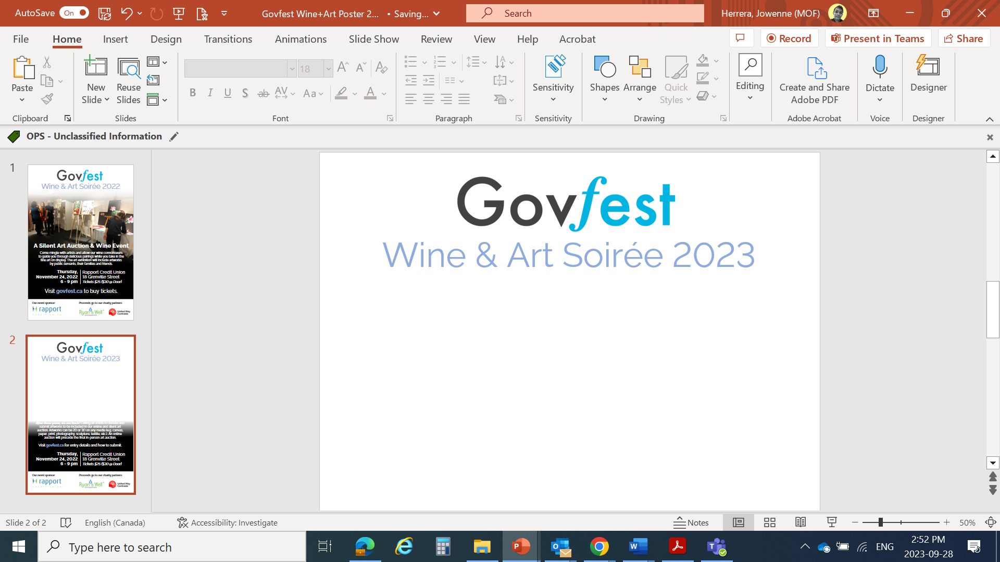 AutoSave On Govfest Wine+Art Poster 2... • Saving... Search Herrera, Jowenne (MOF)
File Home Insert Design Transitions Animations Slide Show Review View Help Acrobat Record Present in Teams Share
Paste
New Slide
Reuse Slides
18
Sensitivity
Shapes
Arrange
Quick Styles
Editing
Create and Share Adobe PDF
Dictate
Designer
Clipboard Slides Font Paragraph Sensitivity Drawing Adobe Acrobat Voice Designer
OPS - Unclassified Information
1
Govfest
Wine & Art Soirée 2022
A Silent Art Auction & Wine Event
Come mingle with artists and allow our wine connoisseurs
to guide you through delicious pairings while you take in the
fine art on display. The art exhibition will include artworks
by public servants, their families and friends.
Thursday,
November 24, 2022
6 - 9 pm
Rapport Credit Union
18 Grenville Street
Tickets $25 ($30 @ Door)
Visit govfest.ca to buy tickets.
Our event sponsor:
rapport
CREDIT UNION
Proceeds go to our charity partners:
Ryan's Well
FOUNDATION
United Way
Centraide
2
Govfest
Wine & Art Soirée 2023
submit artworks to be included in our online and silent art
auction. Artworks can be 2D or 3D on any media (e.g. canvas,
paper, print, photography, sculpture, textile, etc). An online
auction will precede the final in-person art auction.
Visit govfest.ca for entry details and how to submit.
Thursday,
November 24, 2022
6 - 9 pm
Rapport Credit Union
18 Grenville Street
Tickets $25 ($30 @ Door)
Our event sponsor:
rapport
CREDIT UNION
Proceeds go to our charity partners:
Ryan's Well
FOUNDATION
United Way
Centraide
Govfest
Wine & Art Soirée 2023
Slide 2 of 2 English (Canada) Accessibility: Investigate Notes 50%
Type here to search
ENG
2:52 PM
2023-09-28